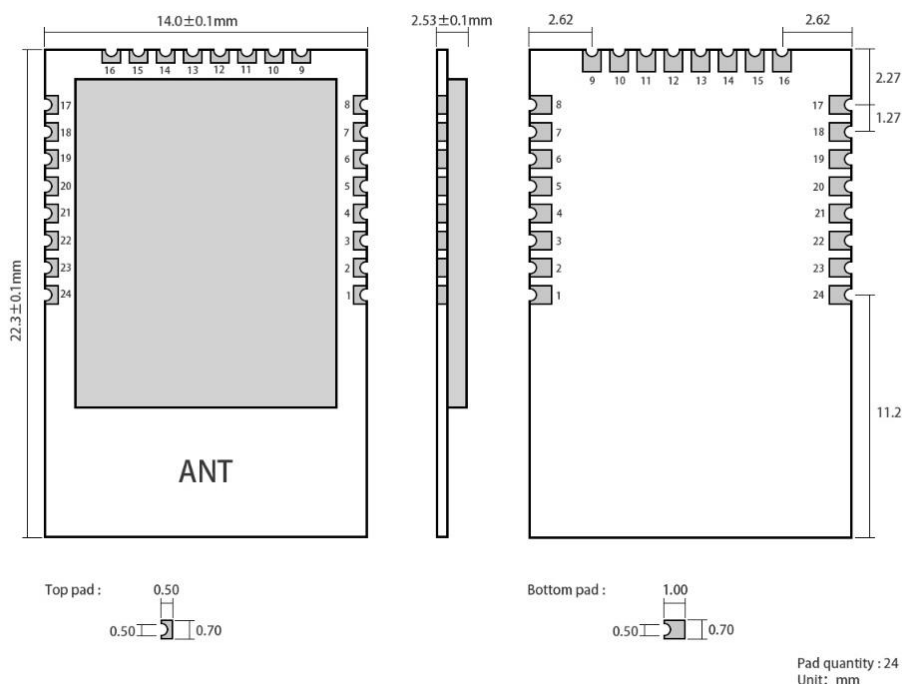 14.0±0.1mm
2.53±0.1mm
2.62
2.62
16 15 14 13 12 11 10 9
9 10 11 12 13 14 15 16
2.27
1.27
22.3±0.1mm
17 8
18 7
19 6
20 5
21 4
22 3
23 2
24 1
8 17
7 18
6 19
5 20
4 21
3 22
2 23
1 24
11.2
ANT
Top pad : 0.50
0.50 0.70
Bottom pad : 1.00
0.50 0.70
Pad quantity : 24
Unit: mm